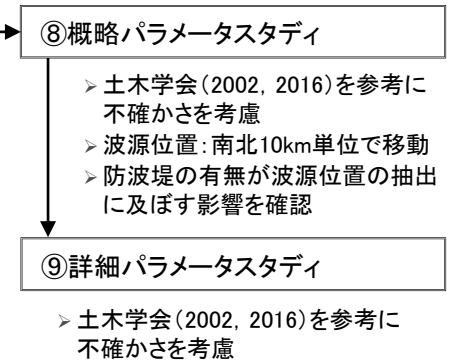 ⑧概略パラメータスタディ
➢土木学会(2002, 2016)を参考に
不確かさを考慮
➢波源位置:南北10km単位で移動
➢防波堤の有無が波源位置の抽出
に及ぼす影響を確認
⑨詳細パラメータスタディ
➢土木学会(2002, 2016)を参考に
不確かさを考慮